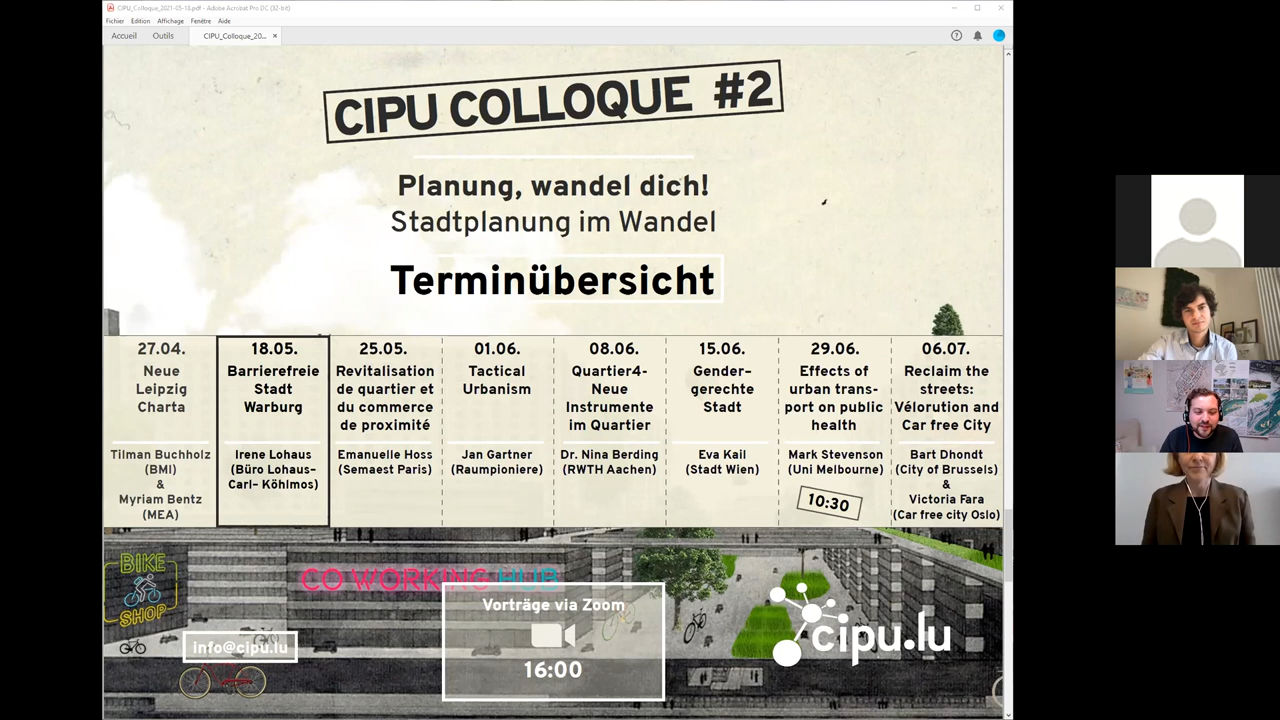 CIPU_Colloque_2021-05-18.pdf - Adobe Acrobat Pro DC (32-bit)
Fichier Edition Affichage Fenêtre Aide
Accueil Outils CIPU_Colloque_20... ×
CIPU COLLOQUE #2
Planung, wandel dich!
Stadtplanung im Wandel
Terminübersicht
27.04.
Neue
Leipzig
Charta
Tilman Buchholz
(BMI)
&
Myriam Bentz
(MEA)
18.05.
Barrierefreie
Stadt
Warburg
Irene Lohaus
(Büro Lohaus-
Carl- Köhlmos)
25.05.
Revitalisation
de quartier et
du commerce
de proximité
Emanuelle Hoss
(Semaest Paris)
01.06.
Tactical
Urbanism
Jan Gartner
(Raumpioniere)
08.06.
Quartier4-
Neue
Instrumente
im Quartier
Dr. Nina Berding
(RWTH Aachen)
15.06.
Gender-
gerechte
Stadt
Eva Kail
(Stadt Wien)
29.06.
Effects of
urban trans-
port on public
health
Mark Stevenson
(Uni Melbourne)
10:30
06.07.
Reclaim the
streets:
Vélorution and
Car free City
Bart Dhondt
(City of Brussels)
&
Victoria Fara
(Car free city Oslo)
BIKE
SHOP
CO WORKING HUB
info@cipu.lu
Vorträge via Zoom
16:00
cipu.lu